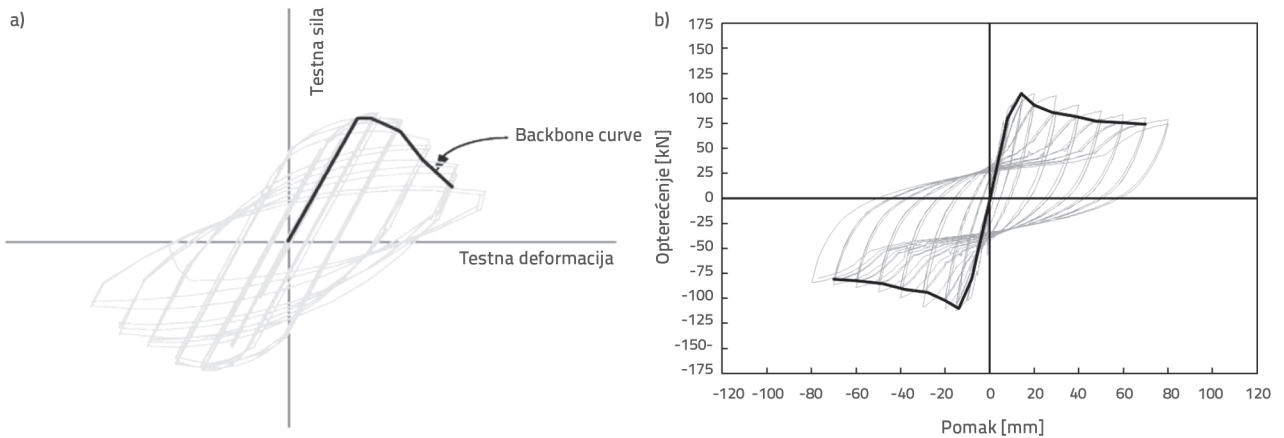 a)
Testna sila
Backbone curve
Testna deformacija
b)
Opterećenje [kN]
175
150
125
100
75
50
25
0
-25
-50
-75
-100
-125
-150-
-175
-120 -100 -80 -60 -40 -20 0 20 40 60 80 100 120
Pomak [mm]